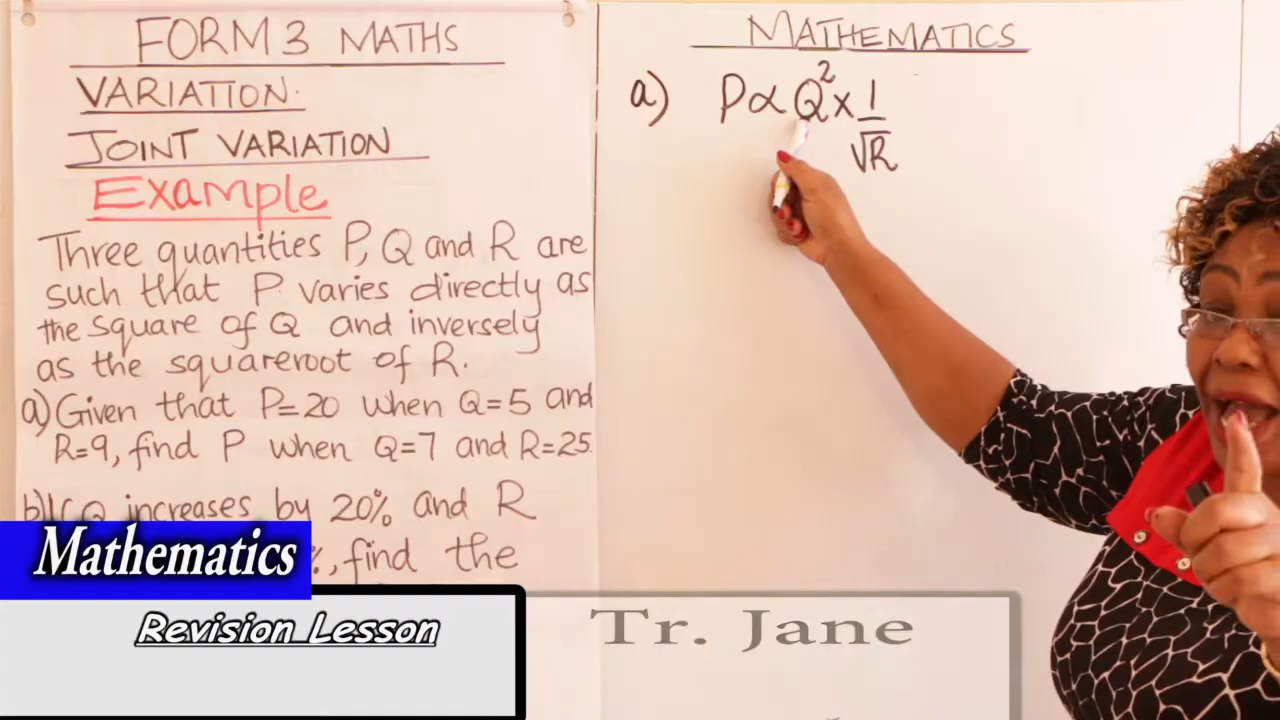 FORM 3 MATHS
VARIATION.
JOINT VARIATION
Example
Three quantities P, Q and R are
such that P varies directly as
the square of Q and inversely
as the squareroot of R.
a) Given that P=20 when Q=5 and
R=9, find P when Q=7 and R=25.
b) If Q increases by 20% and R
%, find the
MATHEMATICS
a) P∝Q²×1/√R
Mathematics
Revision Lesson
Tr. Jane